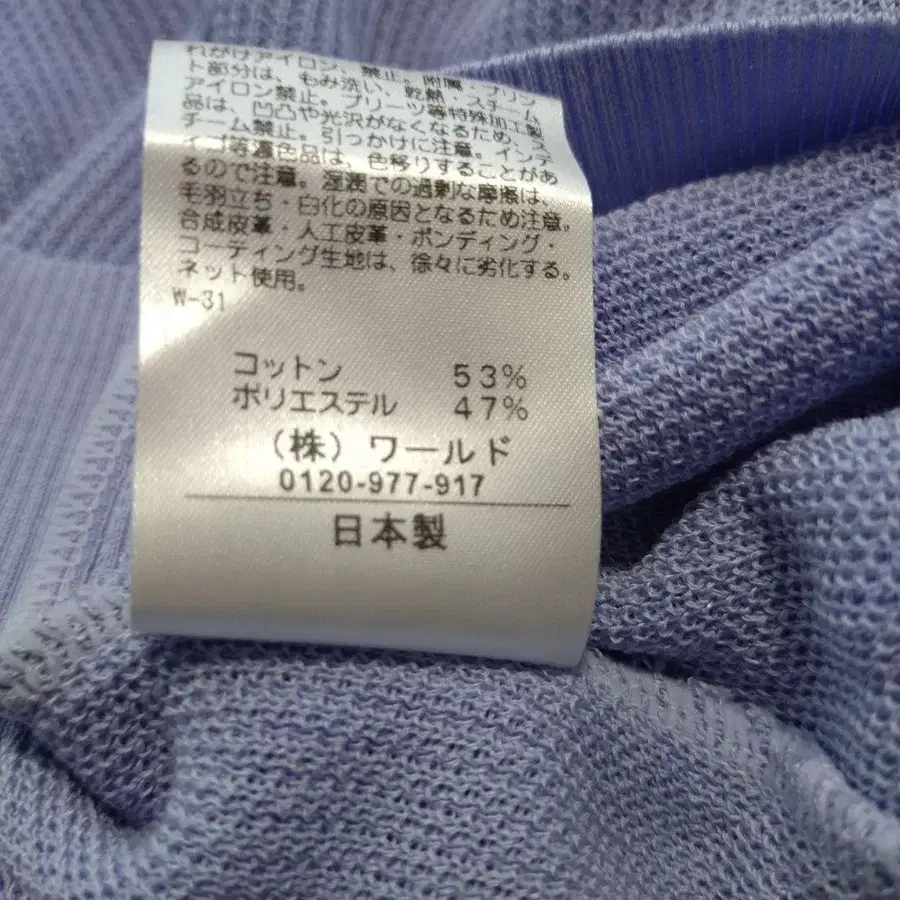 れがけアイロン、禁止。附属・プリン
ト部分は、もみ洗い、乾熱・スチーム
アイロン禁止。プリーツ等特殊加工製
品は、凹凸や光沢がなくなるため、ス
チーム禁止。引っかけに注意。インデ
ィゴ等濃色品は、色移りすることがあ
るので注意。湿潤での過剰な摩擦は、
毛羽立ち・白化の原因となるため注意。
合成皮革・人工皮革・ボンディング・
コーティング生地は、徐々に劣化する。
ネット使用。
W-31
コットン 53%
ポリエステル 47%
(株)ワールド
0120-977-917
日本製